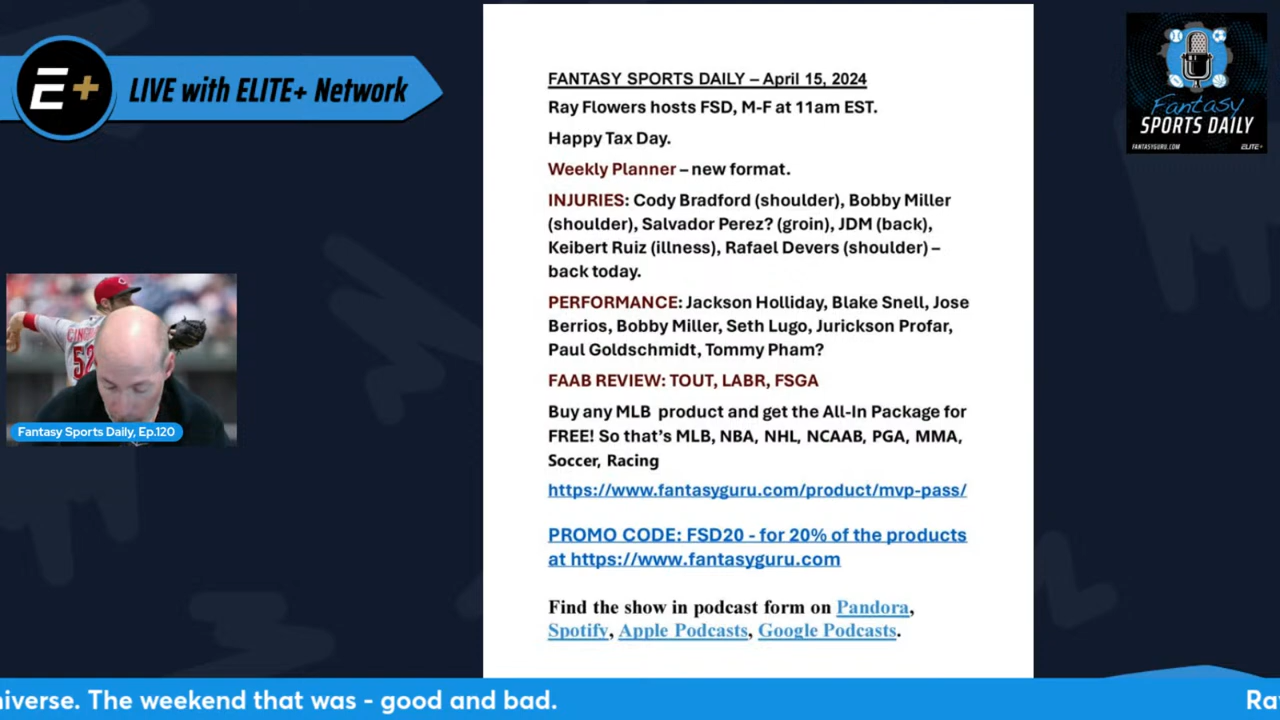 E+
LIVE with ELITE+ Network
FANTASY SPORTS DAILY – April 15, 2024
Ray Flowers hosts FSD, M-F at 11am EST.
Happy Tax Day.
Weekly Planner – new format.
INJURIES: Cody Bradford (shoulder), Bobby Miller
(shoulder), Salvador Perez? (groin), JDM (back),
Keibert Ruiz (illness), Rafael Devers (shoulder) –
back today.
PERFORMANCE: Jackson Holliday, Blake Snell, Jose
Berrios, Bobby Miller, Seth Lugo, Jurickson Profar,
Paul Goldschmidt, Tommy Pham?
FAAB REVIEW: TOUT, LABR, FSGA
Buy any MLB product and get the All-In Package for
FREE! So that’s MLB, NBA, NHL, NCAAB, PGA, MMA,
Soccer, Racing
https://www.fantasyguru.com/product/mvp-pass/
PROMO CODE: FSD20 - for 20% of the products
at https://www.fantasyguru.com
Find the show in podcast form on Pandora,
Spotify, Apple Podcasts, Google Podcasts.
Fantasy
SPORTS DAILY
FANTASYGURU.COM ELITE+
52
Fantasy Sports Daily, Ep.120
niverse. The weekend that was - good and bad.
Ra